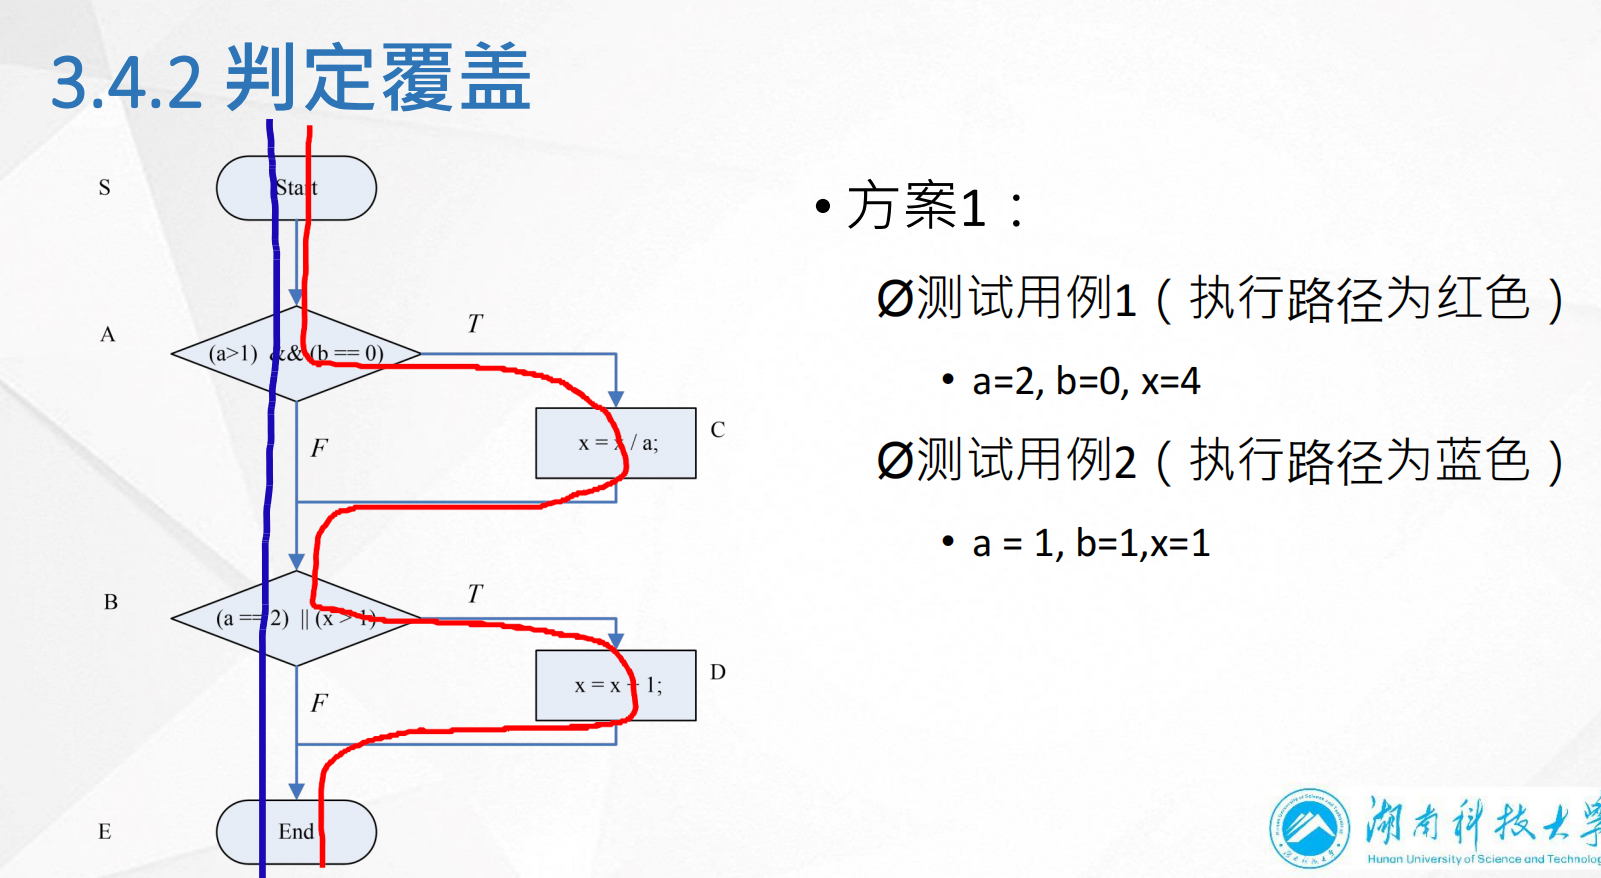 3.4.2 判定覆盖
S
Start
A
(a>1) && (b == 0)
T
F
x = x / a;
C
B
(a == 2) || (x > 1)
T
F
x = x + 1;
D
E
End
• 方案1：
Ø测试用例1（执行路径为红色）
• a=2, b=0, x=4
Ø测试用例2（执行路径为蓝色）
• a = 1, b=1,x=1
湖南科技大学
Hunan University of Science and Technolog